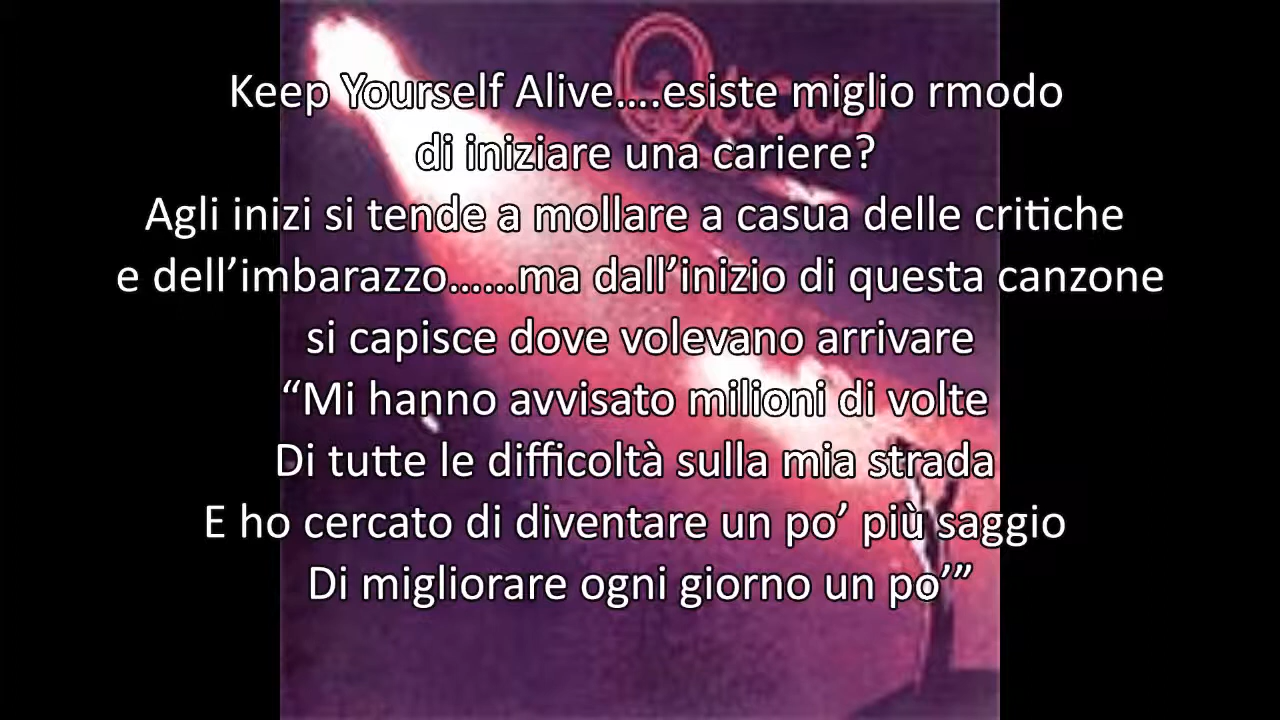 Queen
Keep Yourself Alive....esiste miglio rmodo
di iniziare una cariere?
Agli inizi si tende a mollare a casua delle critiche
e dell’imbarazzo......ma dall’inizio di questa canzone
si capisce dove volevano arrivare
“Mi hanno avvisato milioni di volte
Di tutte le difficoltà sulla mia strada
E ho cercato di diventare un po’ più saggio
Di migliorare ogni giorno un po’”